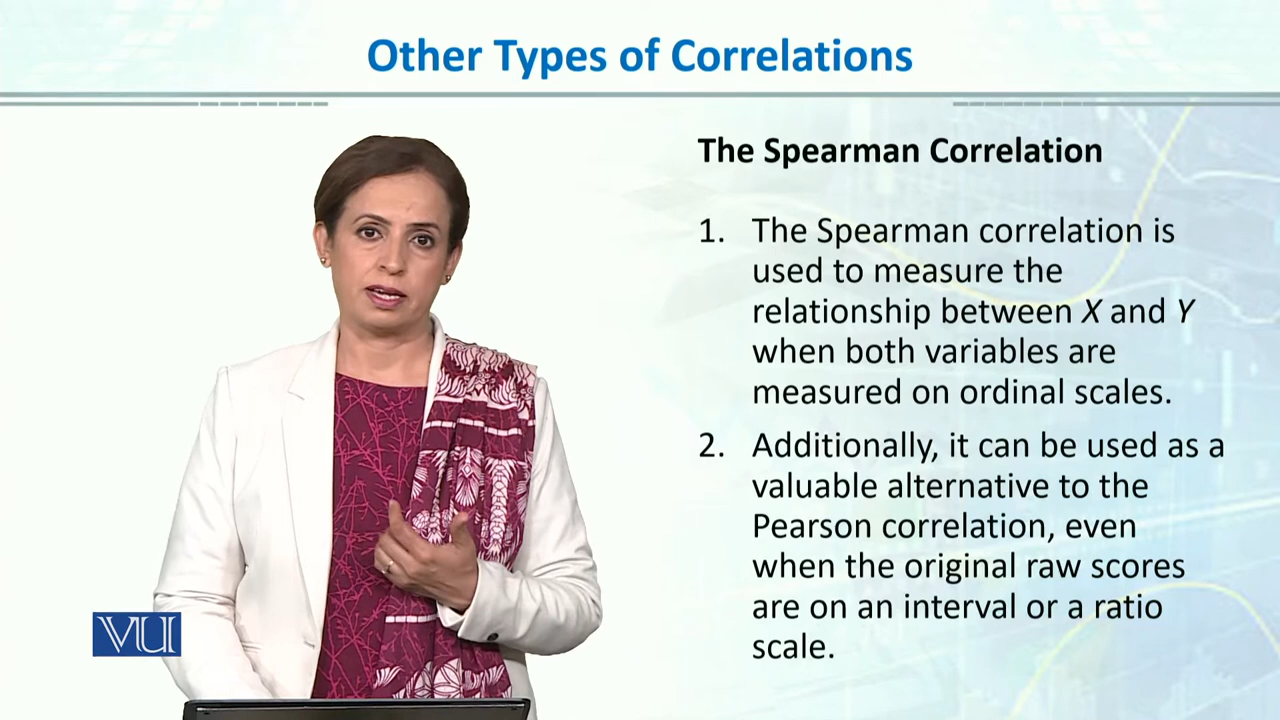 Other Types of Correlations
The Spearman Correlation
1. The Spearman correlation is
used to measure the
relationship between X and Y
when both variables are
measured on ordinal scales.
2. Additionally, it can be used as a
valuable alternative to the
Pearson correlation, even
when the original raw scores
are on an interval or a ratio
scale.
VU